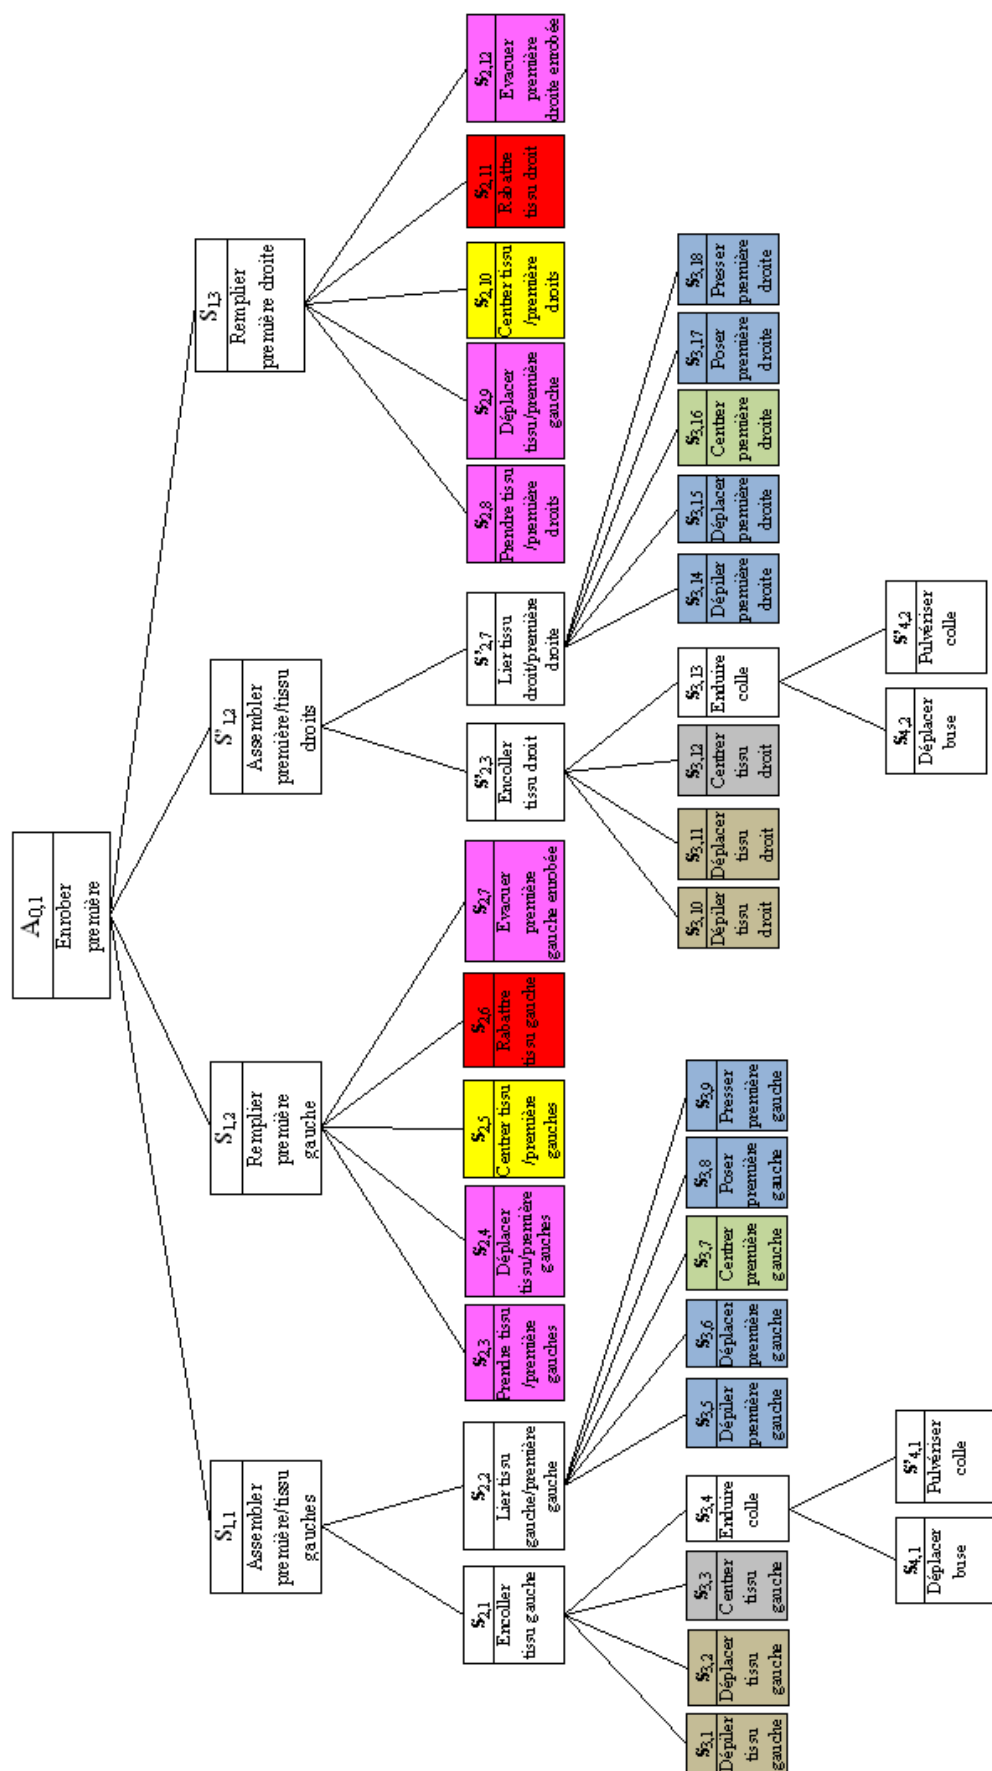 A0,1
Enrober
première
S1,1
Assembler
première/tissu
gauches
S1,2
Remplier
première
gauche
S'1,2
Assembler
première/tissu
droits
S1,3
Remplier
première droite
S2,1
Encoller
tissu gauche
S2,2
Lier tissu
gauche/première
gauche
S2,3
Prendre tissu
/première
gauches
S2,4
Déplacer
tissu/première
gauches
S2,5
Centrer tissu
/première
gauches
S2,6
Rabattre
tissu gauche
S2,7
Evacuer
première
gauche enrobée
S'2,3
Encoller
tissu droit
S'2,7
Lier tissu
droit/première
droite
S2,8
Prendre tissu
/première
droits
S2,9
Déplacer
tissu/première
gauche
S2,10
Centrer tissu
/première
droits
S2,11
Rabattre
tissu droit
S2,12
Evacuer
première
droite enrobée
S3,1
Dépiler
tissu
gauche
S3,2
Déplacer
tissu
gauche
S3,3
Centrer
tissu
gauche
S3,4
Enduire
colle
S3,5
Dépiler
première
gauche
S3,6
Déplacer
première
gauche
S3,7
Centrer
première
gauche
S3,8
Poser
première
gauche
S3,9
Presser
première
gauche
S3,10
Dépiler
tissu
droit
S3,11
Déplacer
tissu
droit
S3,12
Centrer
tissu
droit
S3,13
Enduire
colle
S3,14
Dépiler
première
droite
S3,15
Déplacer
première
droite
S3,16
Centrer
première
droite
S3,17
Poser
première
droite
S3,18
Presser
première
droite
S4,1
Déplacer
buse
S'4,1
Pulvériser
colle
S4,2
Déplacer
buse
S'4,2
Pulvériser
colle